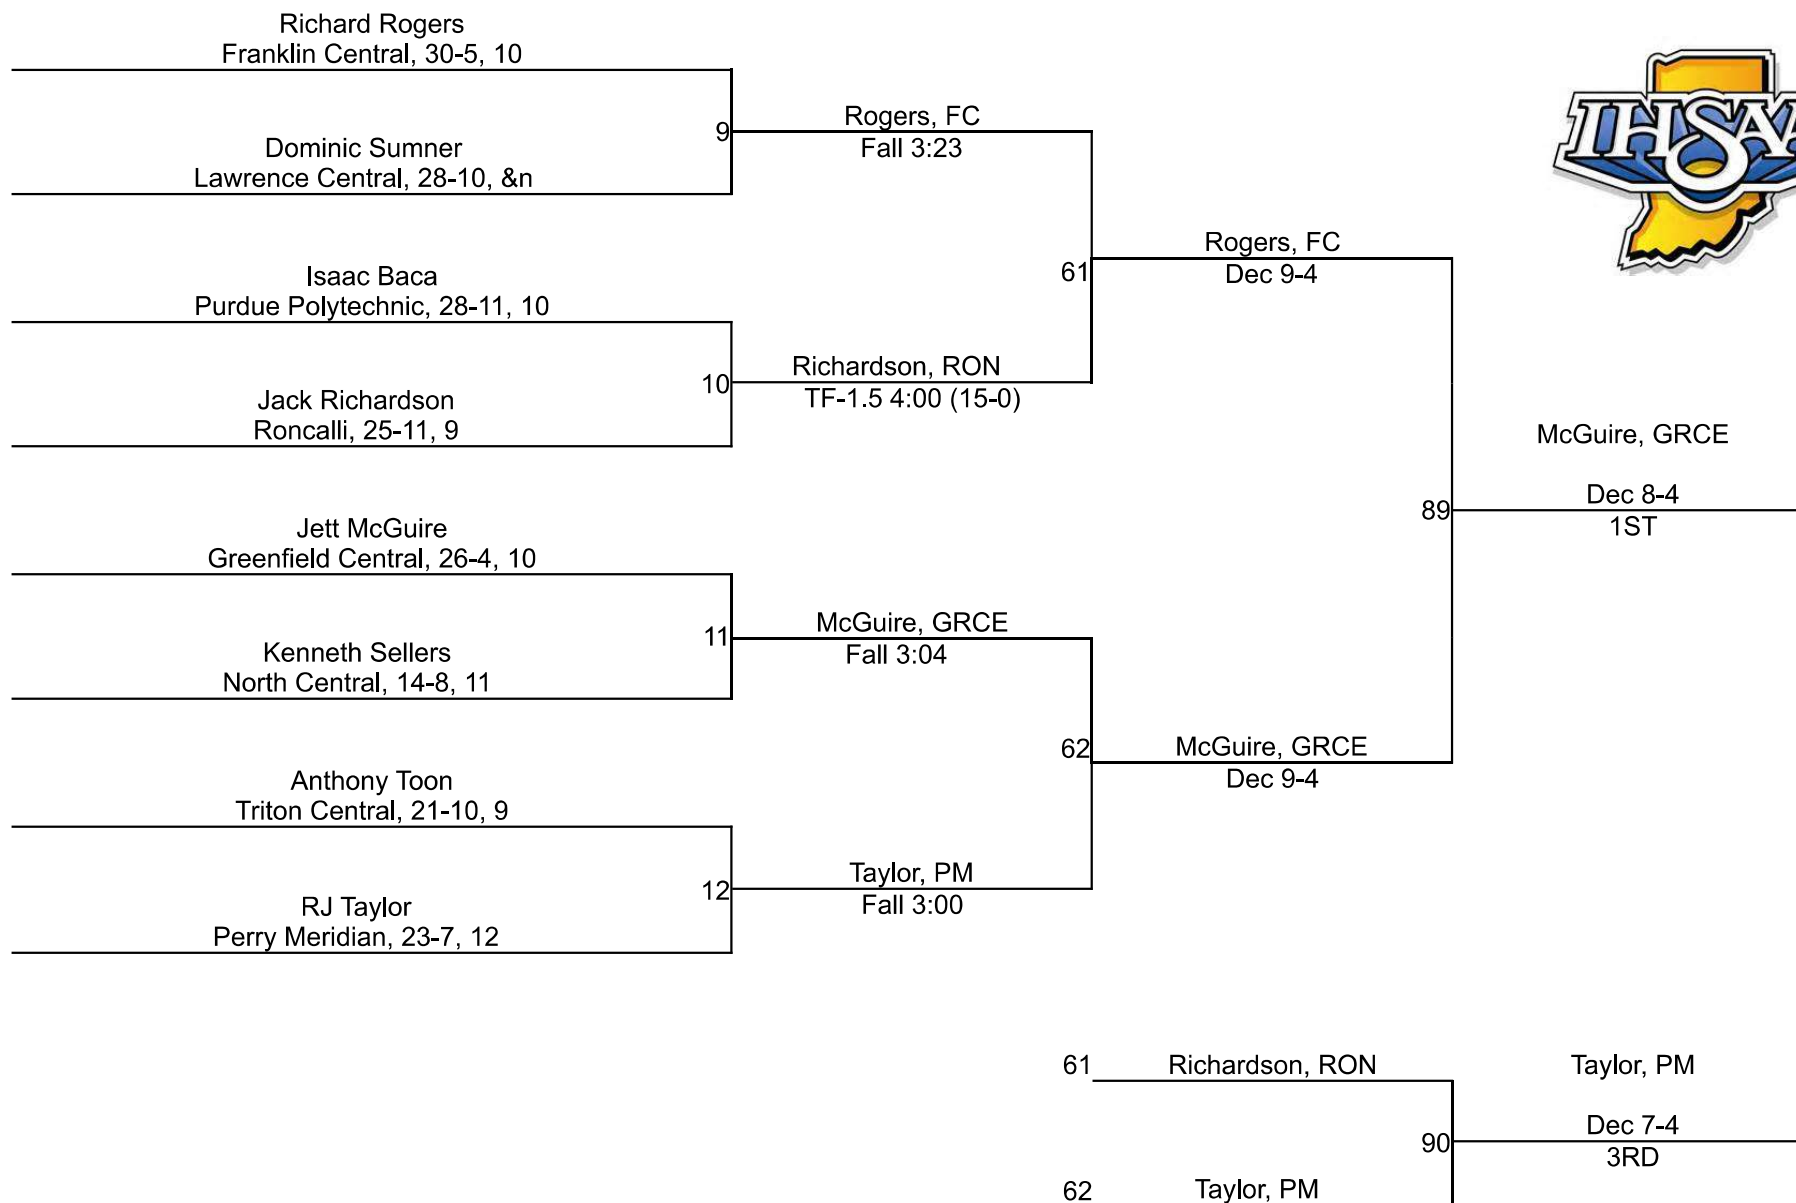 Richard Rogers
Franklin Central, 30-5, 10
Dominic Sumner
Lawrence Central, 28-10, &n
9
Rogers, FC
Fall 3:23
Isaac Baca
Purdue Polytechnic, 28-11, 10
Jack Richardson
Roncalli, 25-11, 9
10
Richardson, RON
TF-1.5 4:00 (15-0)
61
Rogers, FC
Dec 9-4
Jett McGuire
Greenfield Central, 26-4, 10
Kenneth Sellers
North Central, 14-8, 11
11
McGuire, GRCE
Fall 3:04
Anthony Toon
Triton Central, 21-10, 9
RJ Taylor
Perry Meridian, 23-7, 12
12
Taylor, PM
Fall 3:00
62
McGuire, GRCE
Dec 9-4
89
McGuire, GRCE
Dec 8-4
1ST
IHSAA
61
Richardson, RON
62
Taylor, PM
90
Taylor, PM
Dec 7-4
3RD